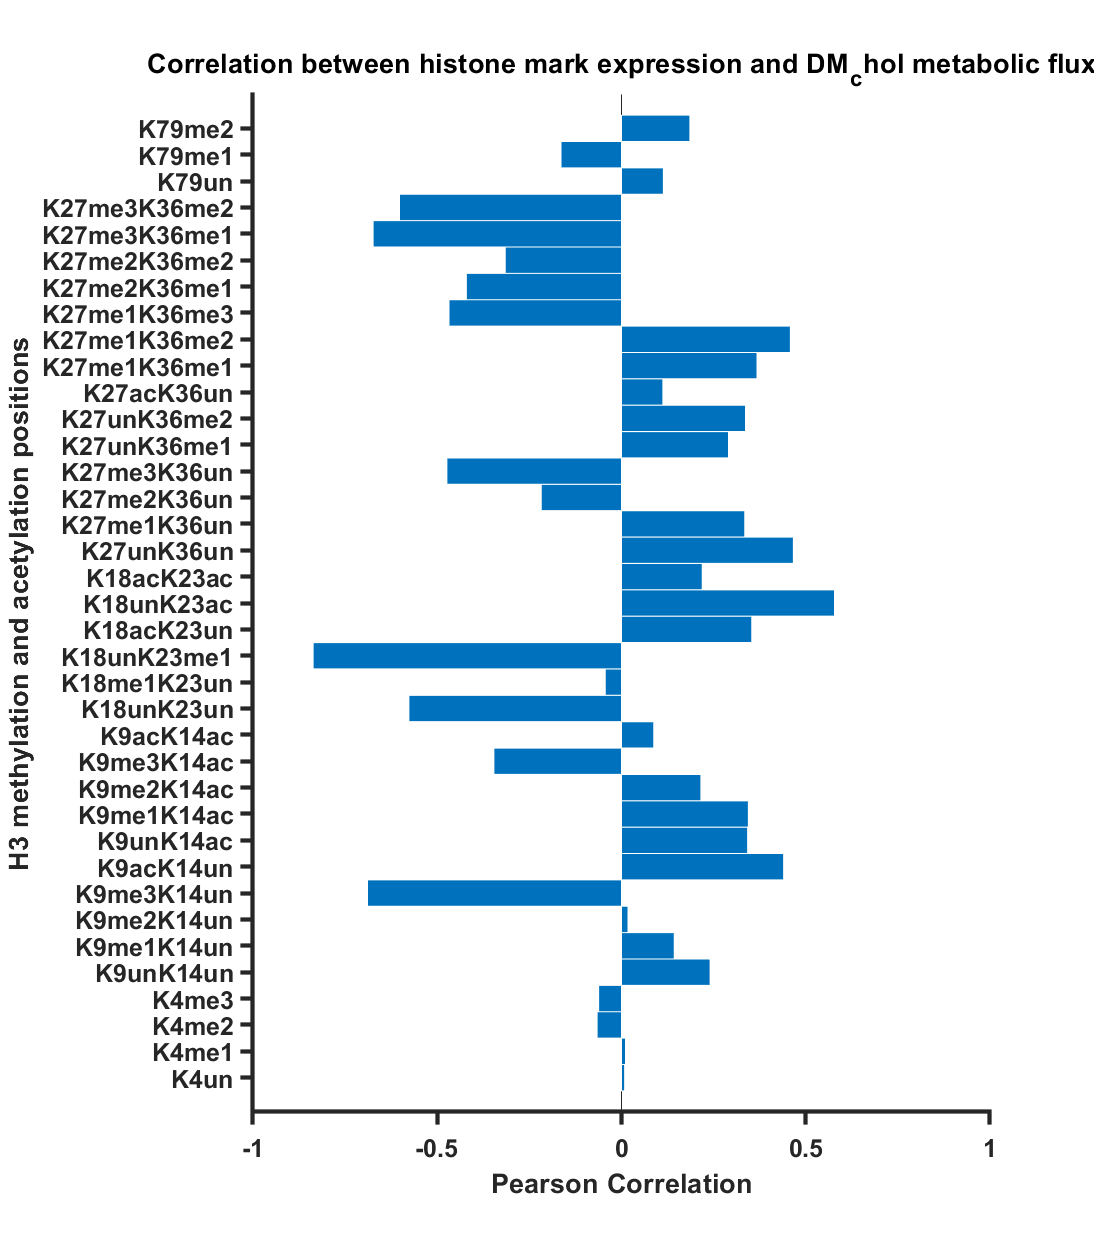 Correlation between histone mark expression and DMchol metabolic flux
K79me2
K79me1
K79un
K27me3K36me2
K27me3K36me1
K27me2K36me2
K27me2K36me1
K27me1K36me3
K27me1K36me2
K27me1K36me1
K27acK36un
K27unK36me2
K27unK36me1
K27me3K36un
K27me2K36un
K27me1K36un
K27unK36un
K18acK23ac
K18unK23ac
K18acK23un
K18unK23me1
K18me1K23un
K18unK23un
K9acK14ac
K9me3K14ac
K9me2K14ac
K9me1K14ac
K9unK14ac
K9acK14un
K9me3K14un
K9me2K14un
K9me1K14un
K9unK14un
K4me3
K4me2
K4me1
K4un
H3 methylation and acetylation positions
-1 -0.5 0 0.5 1
Pearson Correlation